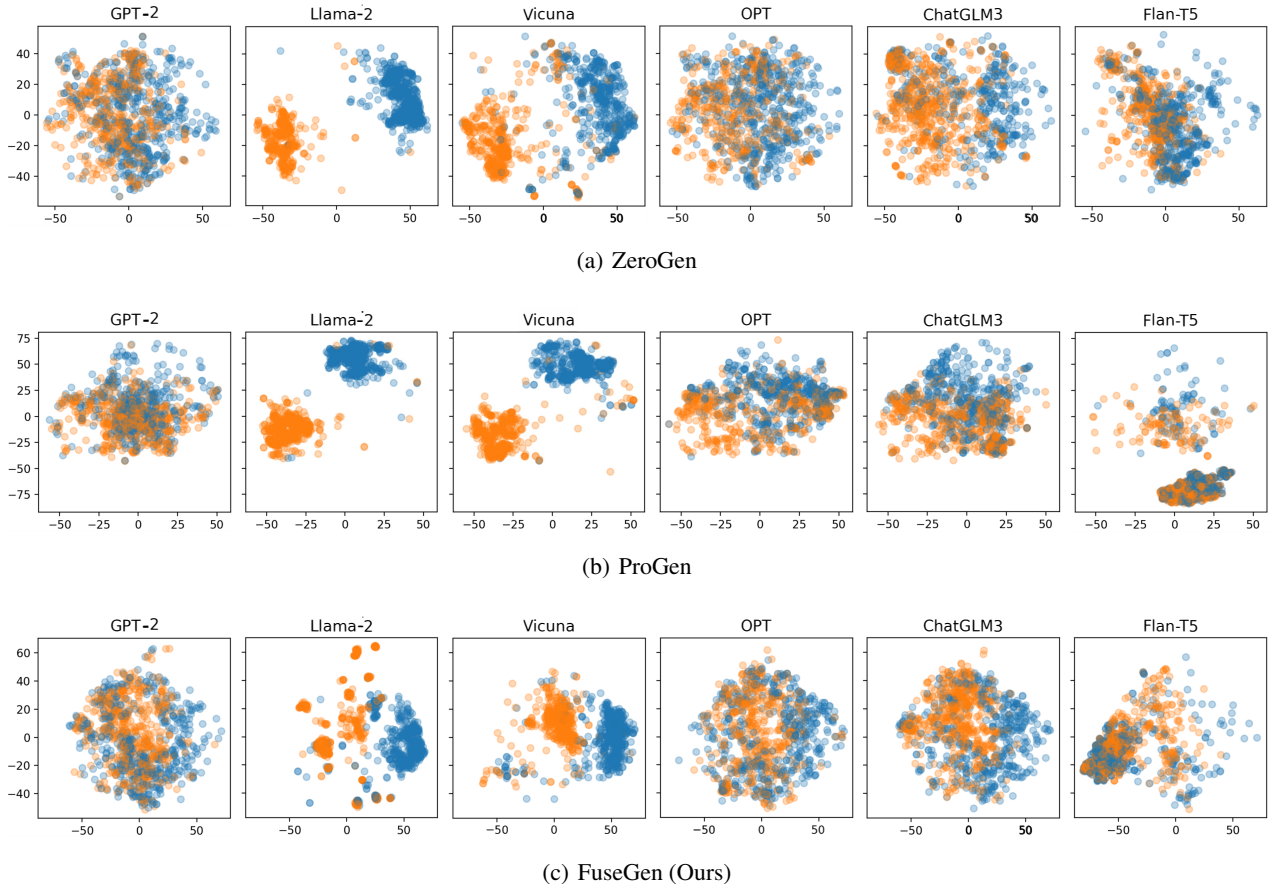 GPT-2 Llama-2 Vicuna OPT ChatGLM3 Flan-T5
40
20
0
−20
−40
−50 0 50 −50 0 50 −50 0 50 −50 0 50 −50 0 50 −50 0 50
(a) ZeroGen
GPT-2 Llama-2 Vicuna OPT ChatGLM3 Flan-T5
75
50
25
0
−25
−50
−75
−50 −25 0 25 50 −50 −25 0 25 50 −50 −25 0 25 50 −50 −25 0 25 50 −50 −25 0 25 50 −50 −25 0 25 50
(b) ProGen
GPT-2 Llama-2 Vicuna OPT ChatGLM3 Flan-T5
60
40
20
0
−20
−40
−50 0 50 −50 0 50 −50 0 50 −50 0 50 −50 0 50 −50 0 50
(c) FuseGen (Ours)